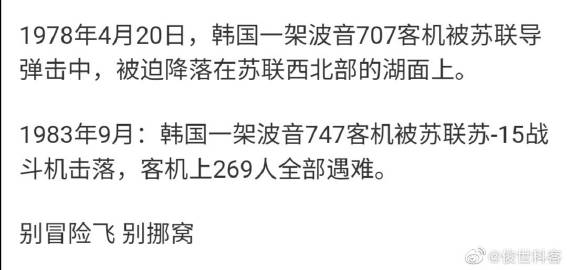 1978年4月20日，韩国一架波音707客机被苏联导
弹击中，被迫降落在苏联西北部的湖面上。
1983年9月：韩国一架波音747客机被苏联苏-15战
斗机击落，客机上269人全部遇难。
别冒险飞 别挪窝
@俊世科客